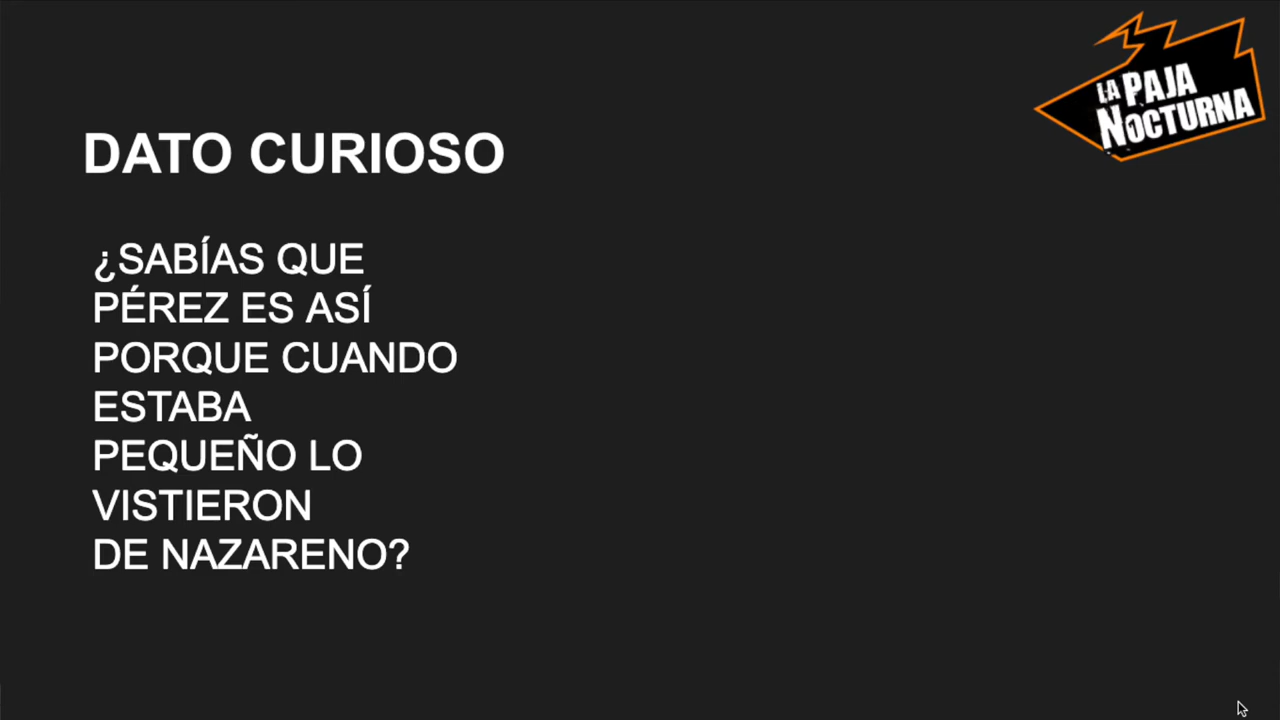 LA PAJA
NOCTURNA
DATO CURIOSO
¿SABÍAS QUE
PÉREZ ES ASÍ
PORQUE CUANDO
ESTABA
PEQUEÑO LO
VISTIERON
DE NAZARENO?